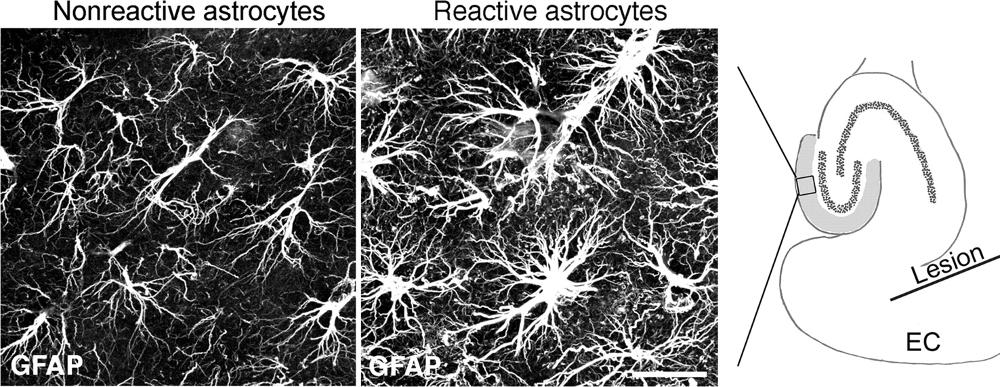 Nonreactive astrocytes
Reactive astrocytes
GFAP
GFAP
Lesion
EC